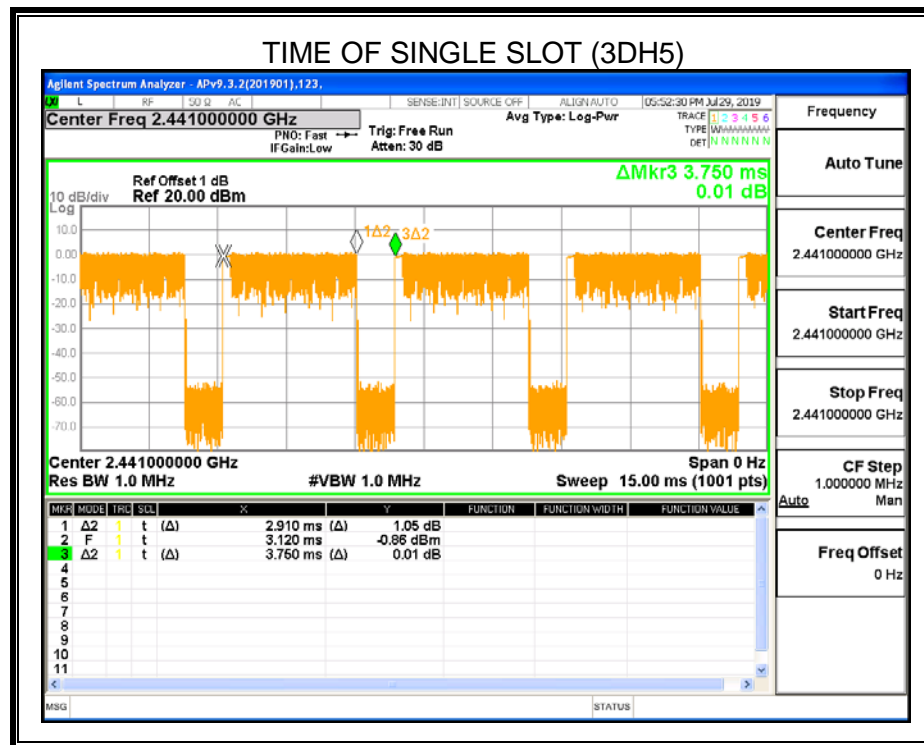 TIME OF SINGLE SLOT (3DH5)
Agilent Spectrum Analyzer - APv9.3.2(201901),123,
LXI L RF 50 Ω AC SENSE:INT SOURCE OFF ALIGN AUTO 05:52:30 PM Jul 29, 2019
Center Freq 2.441000000 GHz
PNO: Fast
IFGain:Low
Trig: Free Run
Atten: 30 dB
Avg Type: Log-Pwr
TRACE 1 2 3 4 5 6
TYPE WWWWWW
DET N N N N N N
ΔMkr3 3.750 ms
0.01 dB
Ref Offset 1 dB
10 dB/div Ref 20.00 dBm
Log
10.0
0.00
-10.0
-20.0
-30.0
-40.0
-50.0
-60.0
-70.0
1Δ2
3Δ2
Center 2.441000000 GHz Span 0 Hz
Res BW 1.0 MHz #VBW 1.0 MHz Sweep 15.00 ms (1001 pts)
MKR MODE TRC SCL X Y FUNCTION FUNCTION WIDTH FUNCTION VALUE
1 Δ2 1 t (Δ) 2.910 ms (Δ) 1.05 dB
2 F 1 t 3.120 ms -0.86 dBm
3 Δ2 1 t (Δ) 3.750 ms (Δ) 0.01 dB
4
5
6
7
8
9
10
11
MSG STATUS
Frequency
Auto Tune
Center Freq
2.441000000 GHz
Start Freq
2.441000000 GHz
Stop Freq
2.441000000 GHz
CF Step
1.000000 MHz
Auto Man
Freq Offset
0 Hz